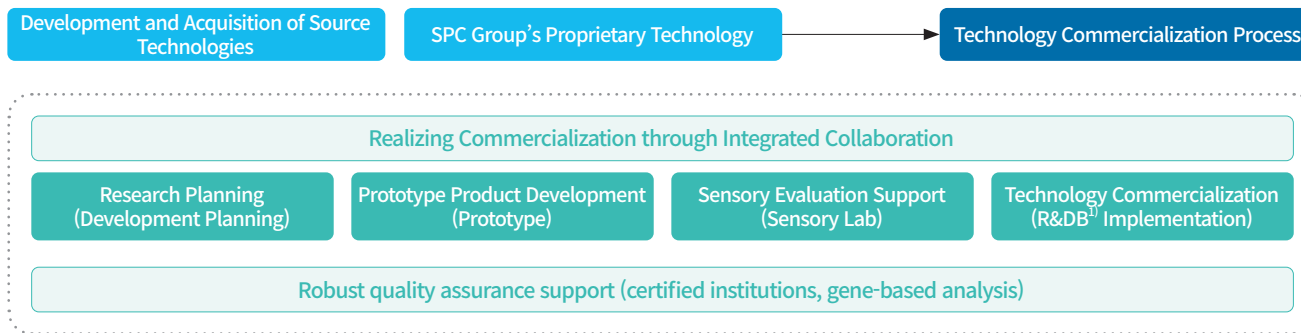 Development and Acquisition of Source
Technologies
SPC Group's Proprietary Technology
Technology Commercialization Process
Realizing Commercialization through Integrated Collaboration
Research Planning
(Development Planning)
Prototype Product Development
(Prototype)
Sensory Evaluation Support
(Sensory Lab)
Technology Commercialization
(R&DB1) Implementation)
Robust quality assurance support (certified institutions, gene-based analysis)